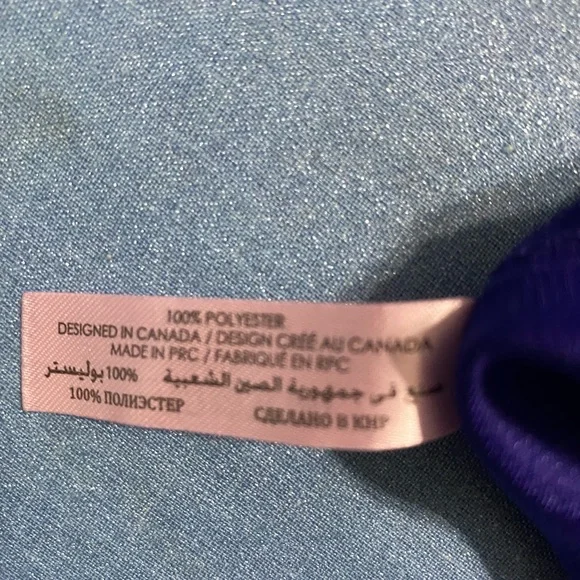 100% POLYESTER
DESIGNED IN CANADA / DESIGN CRÉÉ AU CANADA
MADE IN PRC / FABRIQUÉ EN RPC
صنع في جمهورية الصين الشعبية 100% بوليستر
100% ПОЛИЭСТЕР СДЕЛАНО В КНР